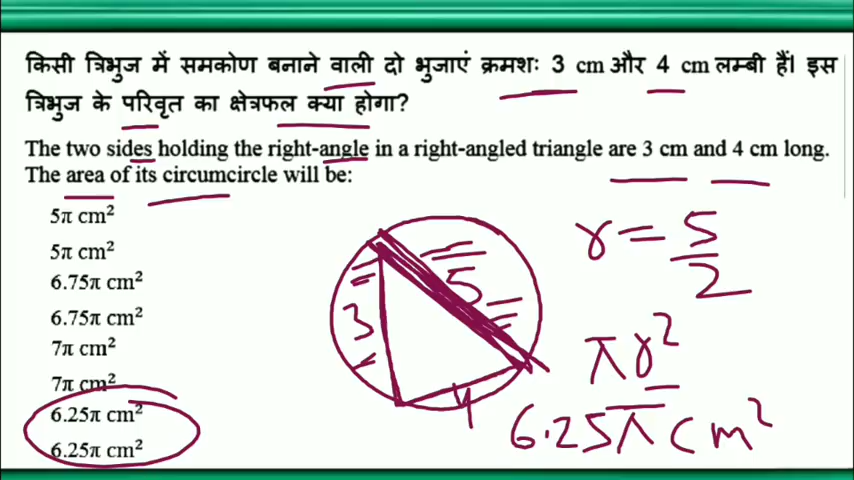 किसी त्रिभुज में समकोण बनाने वाली दो भुजाएं क्रमशः 3 cm और 4 cm लम्बी हैं। इस
त्रिभुज के परिवृत का क्षेत्रफल क्या होगा?
The two sides holding the right-angle in a right-angled triangle are 3 cm and 4 cm long.
The area of its circumcircle will be:
5π cm²
5π cm²
6.75π cm²
6.75π cm²
7π cm²
7π cm²
6.25π cm²
6.25π cm²
3
5
4
r = 5/2
πr²
6.25π cm²